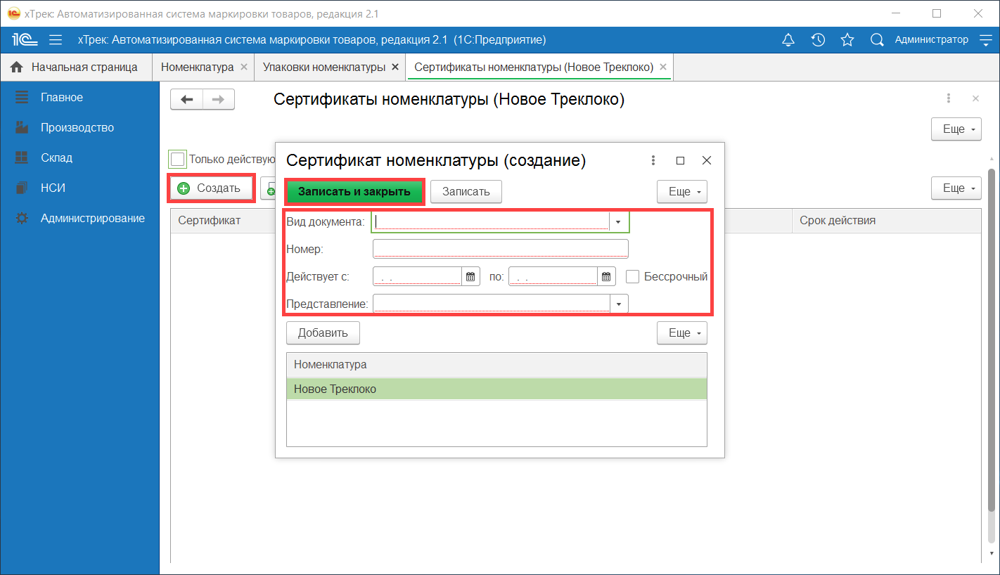 хТрек: Автоматизированная система маркировки товаров, редакция 2.1
1С хТрек: Автоматизированная система маркировки товаров, редакция 2.1 (1С:Предприятие) Администратор
Начальная страница Номенклатура Упаковки номенклатуры Сертификаты номенклатуры (Новое Треклоко)
Главное
Производство
Склад
НСИ
Администрирование
Сертификаты номенклатуры (Новое Треклоко)
Еще
Только действую
Создать
Еще
Сертификат
Срок действия
Сертификат номенклатуры (создание)
Записать и закрыть Записать Еще
Вид документа:
Номер:
Действует с: . . по: . . Бессрочный
Представление:
Добавить Еще
Номенклатура
Новое Треклоко